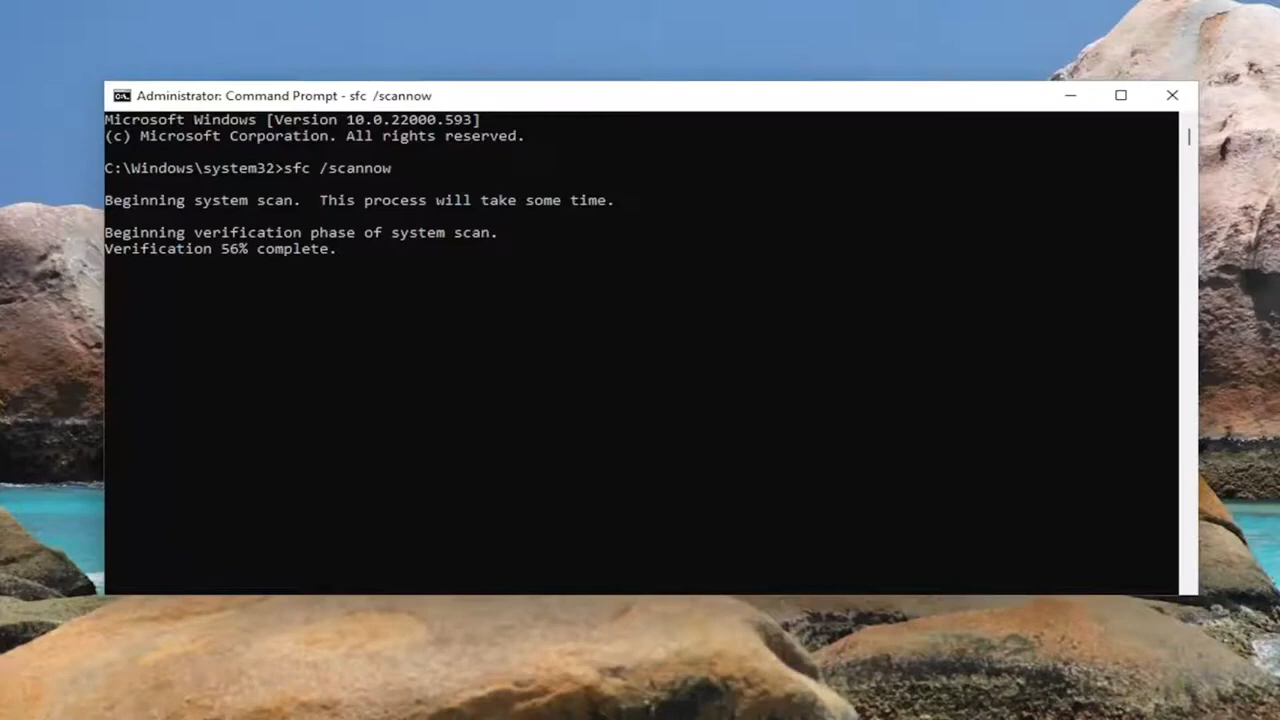 Administrator: Command Prompt - sfc  /scannow
Microsoft Windows [Version 10.0.22000.593]
(c) Microsoft Corporation. All rights reserved.
C:\Windows\system32>sfc /scannow
Beginning system scan.  This process will take some time.
Beginning verification phase of system scan.
Verification 56% complete.